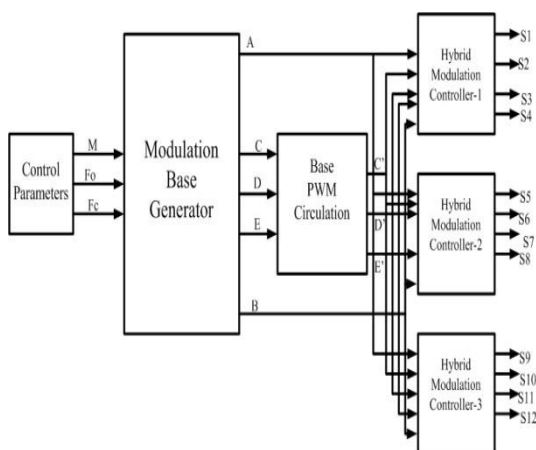 Control
Parameters
M
Fo
Fc
Modulation
Base
Generator
A
C
D
E
B
Base
PWM
Circulation
C'
D'
E'
Hybrid
Modulation
Controller-1
S1
S2
S3
S4
Hybrid
Modulation
Controller-2
S5
S6
S7
S8
Hybrid
Modulation
Controller-3
S9
S10
S11
S12